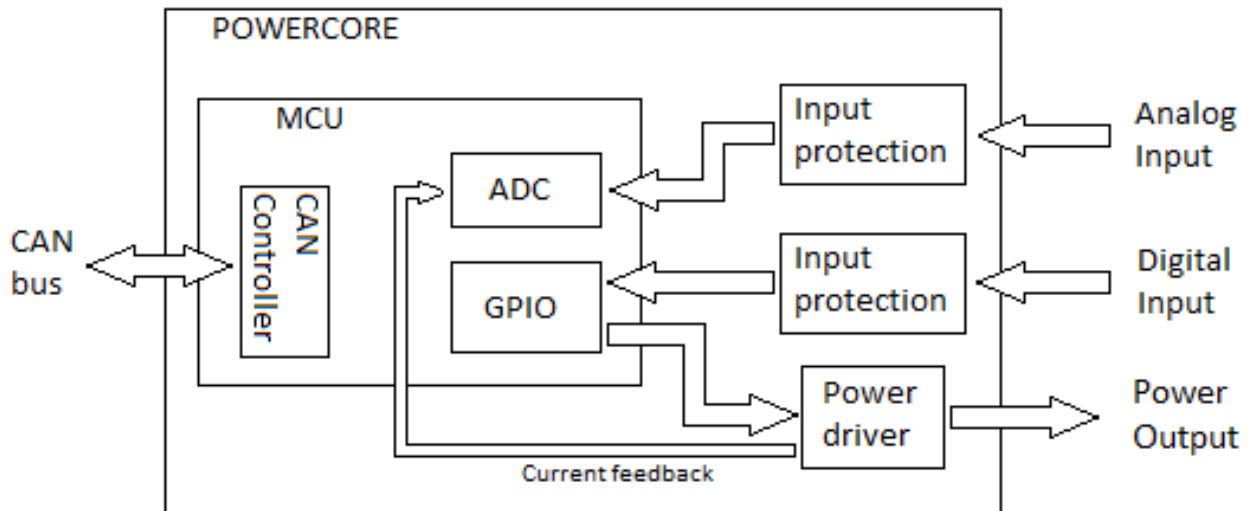 POWERCORE
MCU
CAN
Controller
ADC
GPIO
Input
protection
Input
protection
Power
driver
Current feedback
CAN
bus
Analog
Input
Digital
Input
Power
Output